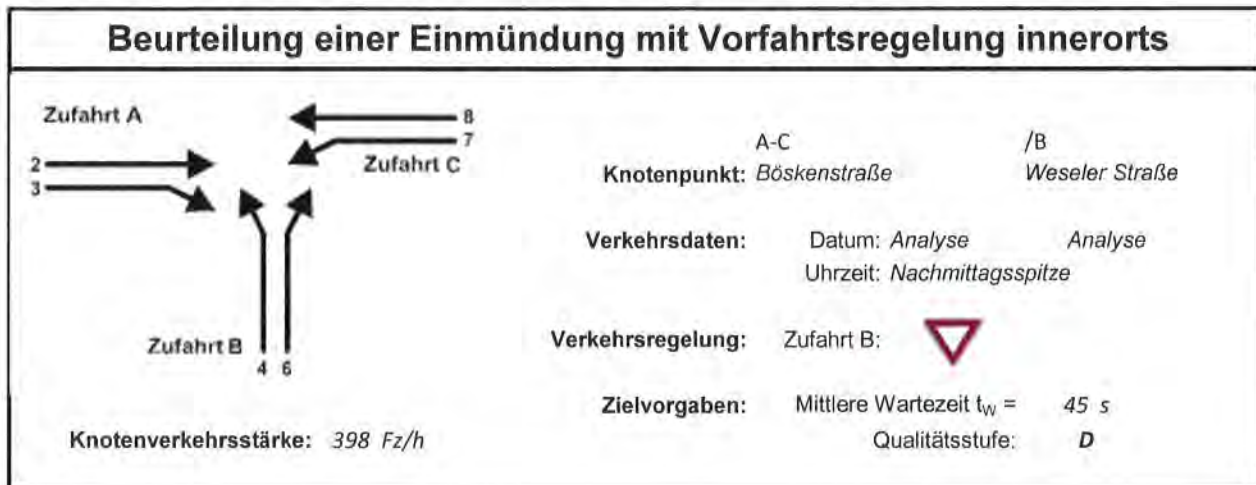 Beurteilung einer Einmündung mit Vorfahrtsregelung innerorts
Zufahrt A
8
7
Zufahrt C
2
3
Zufahrt B
4 6
Knotenverkehrsstärke: 398 Fz/h
A-C /B
Knotenpunkt: Böskenstraße Weseler Straße
Verkehrsdaten: Datum: Analyse Analyse
Uhrzeit: Nachmittagsspitze
Verkehrsregelung: Zufahrt B:
Zielvorgaben: Mittlere Wartezeit tW = 45 s
Qualitätsstufe: D